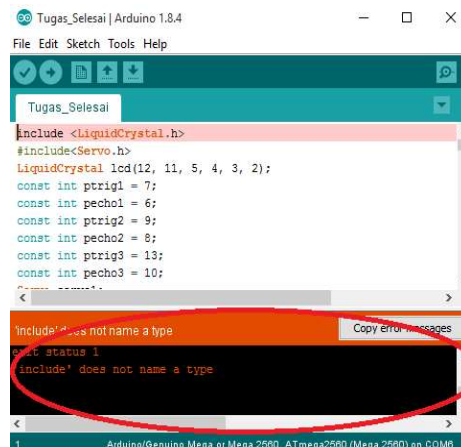 Tugas_Selesai | Arduino 1.8.4
File Edit Sketch Tools Help
Tugas_Selesai
include <LiquidCrystal.h>
#include<Servo.h>
LiquidCrystal lcd(12, 11, 5, 4, 3, 2);
const int ptrig1 = 7;
const int pecho1 = 6;
const int ptrig2 = 9;
const int pecho2 = 8;
const int ptrig3 = 13;
const int pecho3 = 10;
'include' does not name a type
Copy error messages
exit status 1
'include' does not name a type
1
Arduino/Genuino Mega or Mega 2560, ATmega2560 (Mega 2560) on COM6